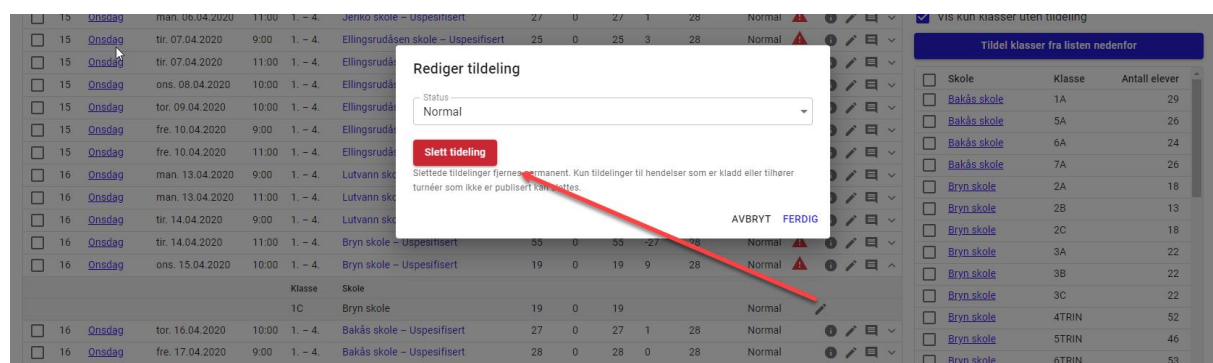 15 Onsdag man. 06.04.2020 11:00 1. – 4. Jeriko skole – Uspesifisert 27 0 27 1 28 Normal
Vis kun klasser uten tildeling
15 Onsdag tir. 07.04.2020 9:00 1. – 4. Ellingsrudåsen skole – Uspesifisert 25 0 25 3 28 Normal
Tildel klasser fra listen nedenfor
15 Onsdag tir. 07.04.2020 11:00 1. – 4.
15 Onsdag ons. 08.04.2020 10:00 1. – 4.
15 Onsdag tor. 09.04.2020 10:00 1. – 4.
15 Onsdag fre. 10.04.2020 9:00 1. – 4.
15 Onsdag fre. 10.04.2020 11:00 1. – 4.
16 Onsdag man. 13.04.2020 9:00 1. – 4. Lutvann
16 Onsdag man. 13.04.2020 11:00 1. – 4. Lutvann
16 Onsdag tir. 14.04.2020 9:00 1. – 4. Lutvann
16 Onsdag tir. 14.04.2020 11:00 1. – 4. Bryn skole – Uspesifisert 55 0 55 -27 28 Normal
16 Onsdag ons. 15.04.2020 10:00 1. – 4. Bryn skole – Uspesifisert 19 0 19 9 28 Normal
Klasse Skole
1C Bryn skole 19 0 19 Normal
16 Onsdag tor. 16.04.2020 10:00 1. – 4. Bakås skole – Uspesifisert 27 0 27 1 28 Normal
16 Onsdag fre. 17.04.2020 9:00 1. – 4. Bakås skole – Uspesifisert 28 0 28 0 28 Normal
Rediger tildeling
Status
Normal
Slett tideling
Slettede tildelinger fjernes permanent. Kun tildelinger til hendelser som er kladd eller tilhører
turnéer som ikke er publisert kan slettes.
AVBRYT FERDIG
Skole Klasse Antall elever
Bakås skole 1A 29
Bakås skole 5A 26
Bakås skole 6A 24
Bakås skole 7A 26
Bryn skole 2A 18
Bryn skole 2B 13
Bryn skole 2C 18
Bryn skole 3A 22
Bryn skole 3B 22
Bryn skole 3C 22
Bryn skole 4TRIN 52
Bryn skole 5TRIN 46
Bryn skole 6TRIN 53